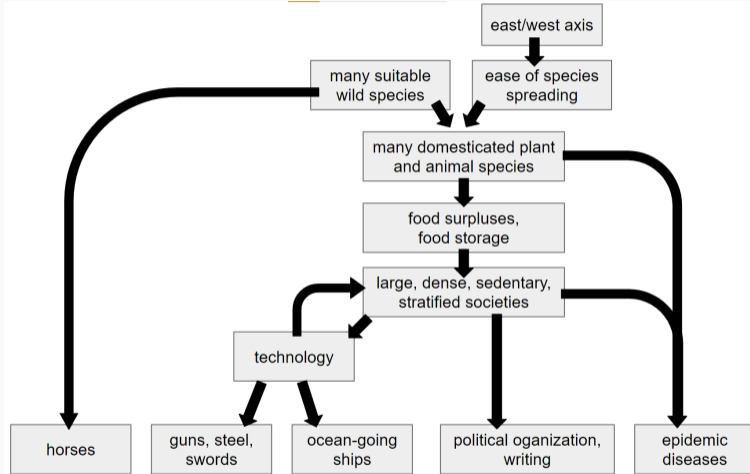 east/west axis
many suitable
wild species
ease of species
spreading
many domesticated plant
and animal species
food surpluses,
food storage
large, dense, sedentary,
stratified societies
technology
horses
guns, steel,
swords
ocean-going
ships
political oganization,
writing
epidemic
diseases